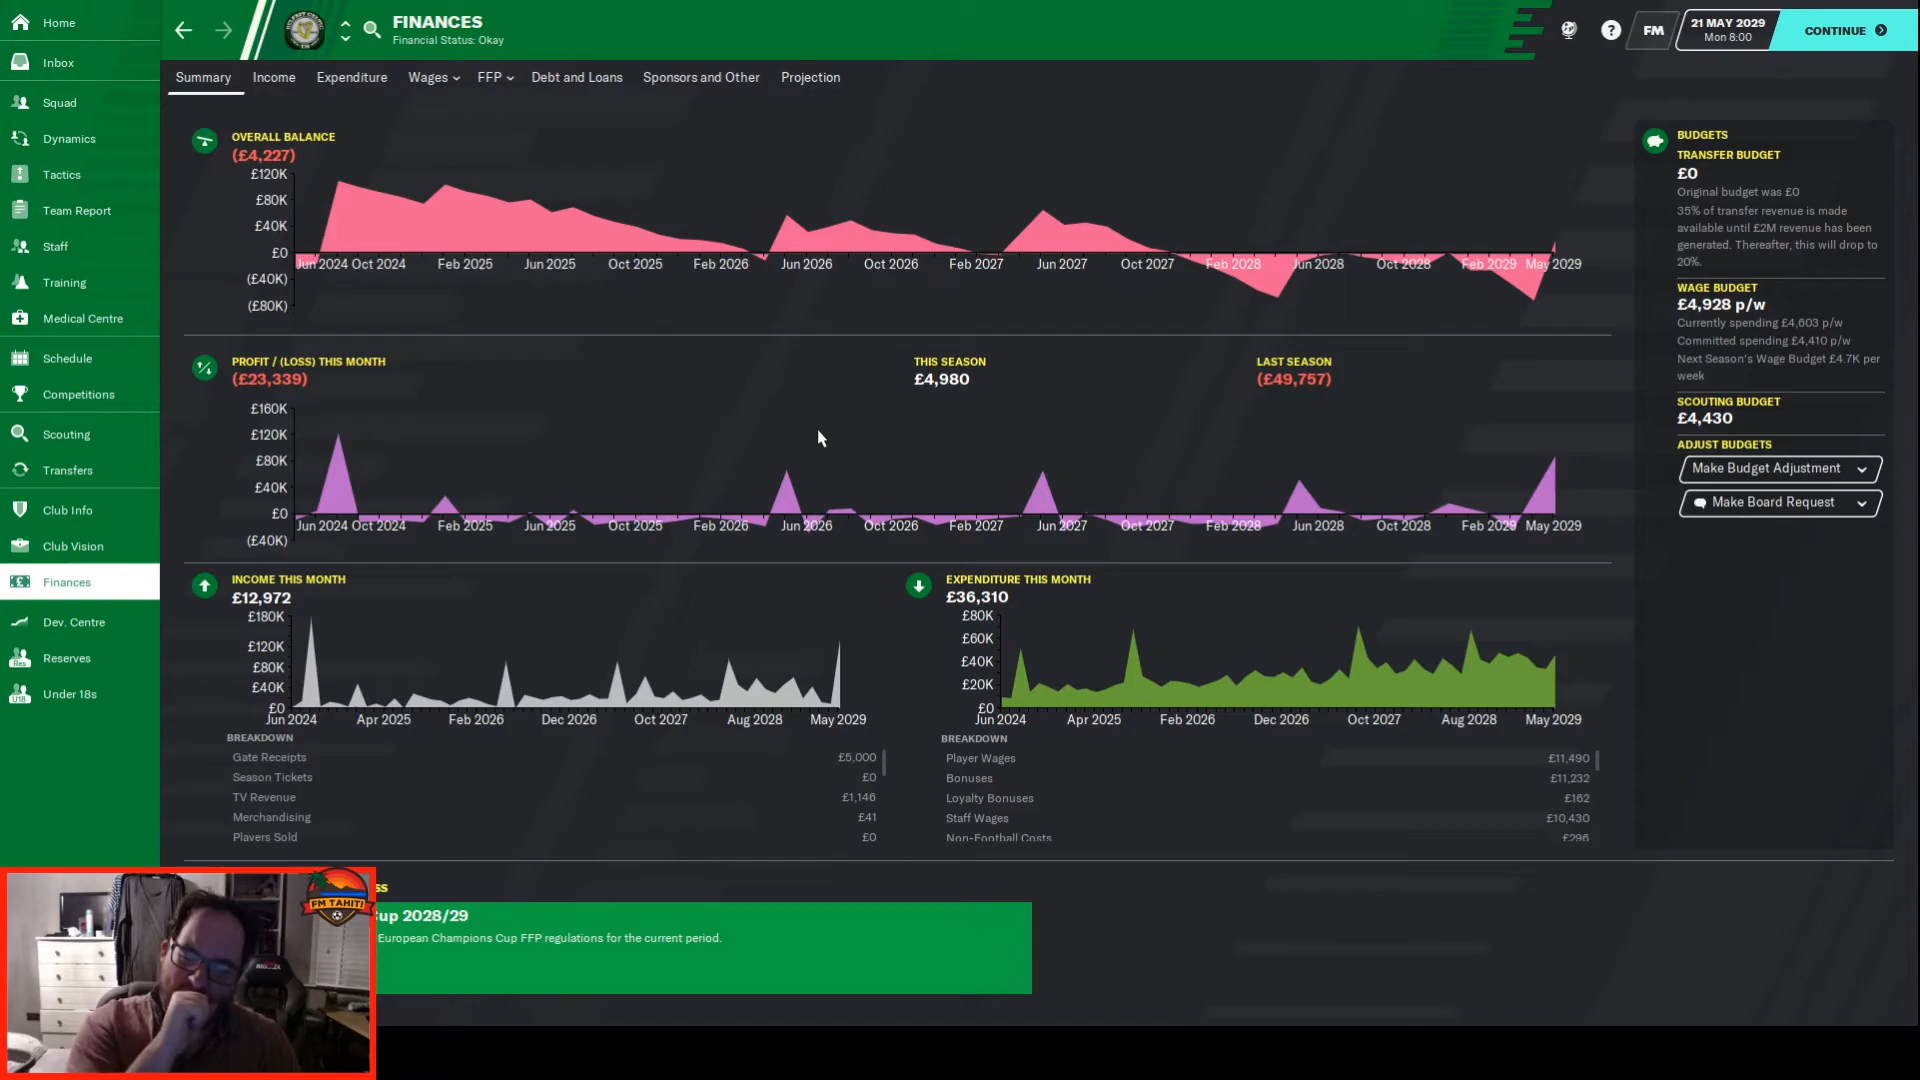 Home
Inbox
Squad
Dynamics
Tactics
Team Report
Staff
Training
Medical Centre
Schedule
Competitions
Scouting
Transfers
Club Info
Club Vision
Finances
Dev. Centre
Reserves
Under 18s
FINANCES
Financial Status: Okay
FM
21 MAY 2029
Mon 8:00
CONTINUE
Summary Income Expenditure Wages FFP Debt and Loans Sponsors and Other Projection
OVERALL BALANCE
(£4,227)
£120K
£80K
£40K
£0
(£40K)
(£80K)
Jun 2024 Oct 2024 Feb 2025 Jun 2025 Oct 2025 Feb 2026 Jun 2026 Oct 2026 Feb 2027 Jun 2027 Oct 2027 Feb 2028 Jun 2028 Oct 2028 Feb 2029 May 2029
PROFIT / (LOSS) THIS MONTH
(£23,339)
THIS SEASON
£4,980
LAST SEASON
(£49,757)
£160K
£120K
£80K
£40K
£0
(£40K)
Jun 2024 Oct 2024 Feb 2025 Jun 2025 Oct 2025 Feb 2026 Jun 2026 Oct 2026 Feb 2027 Jun 2027 Oct 2027 Feb 2028 Jun 2028 Oct 2028 Feb 2029 May 2029
INCOME THIS MONTH
£12,972
£180K
£120K
£80K
£40K
£0
Jun 2024 Apr 2025 Feb 2026 Dec 2026 Oct 2027 Aug 2028 May 2029
BREAKDOWN
Gate Receipts £5,000
Season Tickets £0
TV Revenue £1,146
Merchandising £41
Players Sold £0
EXPENDITURE THIS MONTH
£36,310
£80K
£60K
£40K
£20K
£0
Jun 2024 Apr 2025 Feb 2026 Dec 2026 Oct 2027 Aug 2028 May 2029
BREAKDOWN
Player Wages £11,490
Bonuses £11,232
Loyalty Bonuses £162
Staff Wages £10,430
Non-Football Costs £296
BUDGETS
TRANSFER BUDGET
£0
Original budget was £0
35% of transfer revenue is made
available until £2M revenue has been
generated. Thereafter, this will drop to
20%.
WAGE BUDGET
£4,928 p/w
Currently spending £4,603 p/w
Committed spending £4,410 p/w
Next Season's Wage Budget £4.7K per
week
SCOUTING BUDGET
£4,430
ADJUST BUDGETS
Make Budget Adjustment
Make Board Request
SS
Cup 2028/29
European Champions Cup FFP regulations for the current period.
FM TAHITI